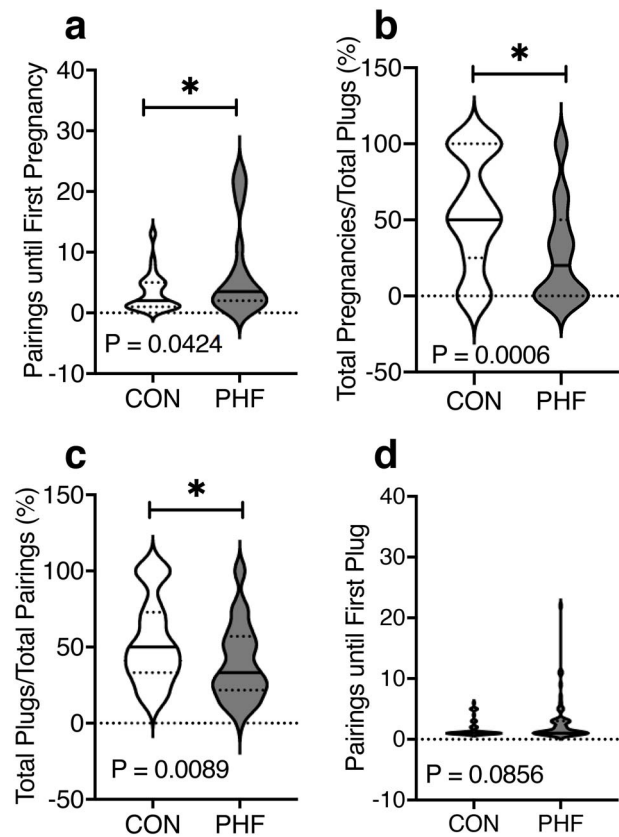 a
Pairings until First Pregnancy
40
30
20
10
0
-10
*
P = 0.0424
CON PHF
b
Total Pregnancies/Total Plugs (%)
150
100
50
0
-50
*
P = 0.0006
CON PHF
c
Total Plugs/Total Pairings (%)
150
100
50
0
-50
*
P = 0.0089
CON PHF
d
Pairings until First Plug
40
30
20
10
0
-10
P = 0.0856
CON PHF